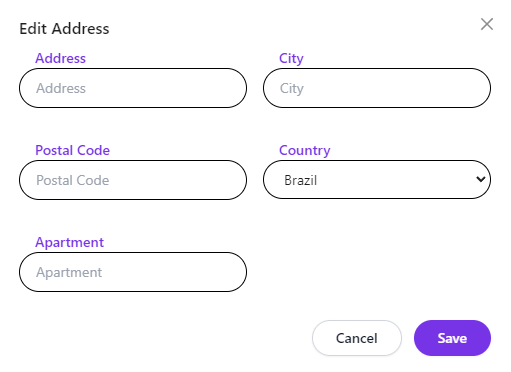 Edit Address
Address City
Address City
Postal Code Country
Postal Code Brazil
Apartment
Apartment
Cancel Save